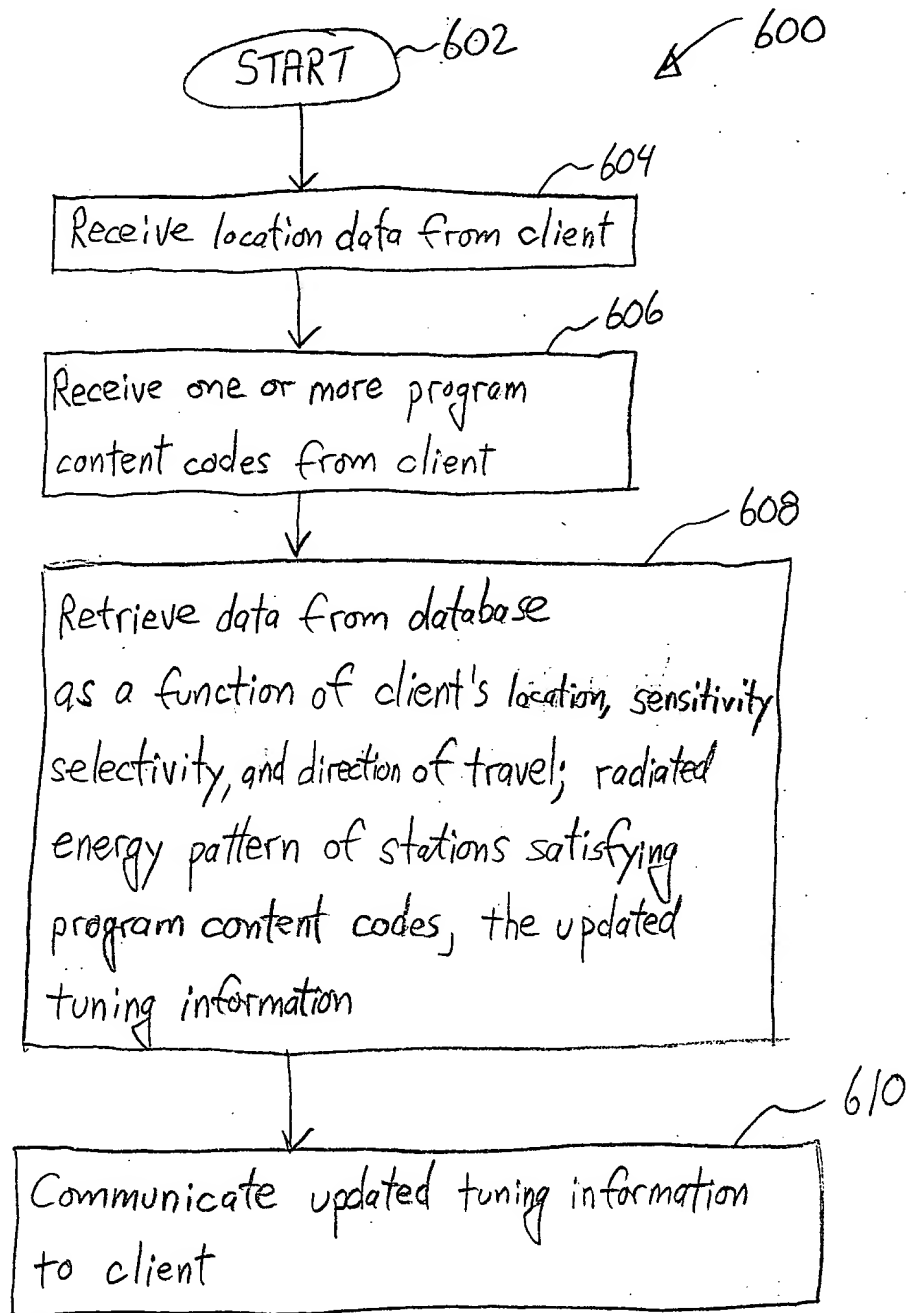 600
START 602
604
Receive location data from client
606
Receive one or more program
content codes from client
608
Retrieve data from database
as a function of client's location, sensitivity
selectivity, and direction of travel; radiated
energy pattern of stations satisfying
program content codes, the updated
tuning information
610
Communicate updated tuning information
to client